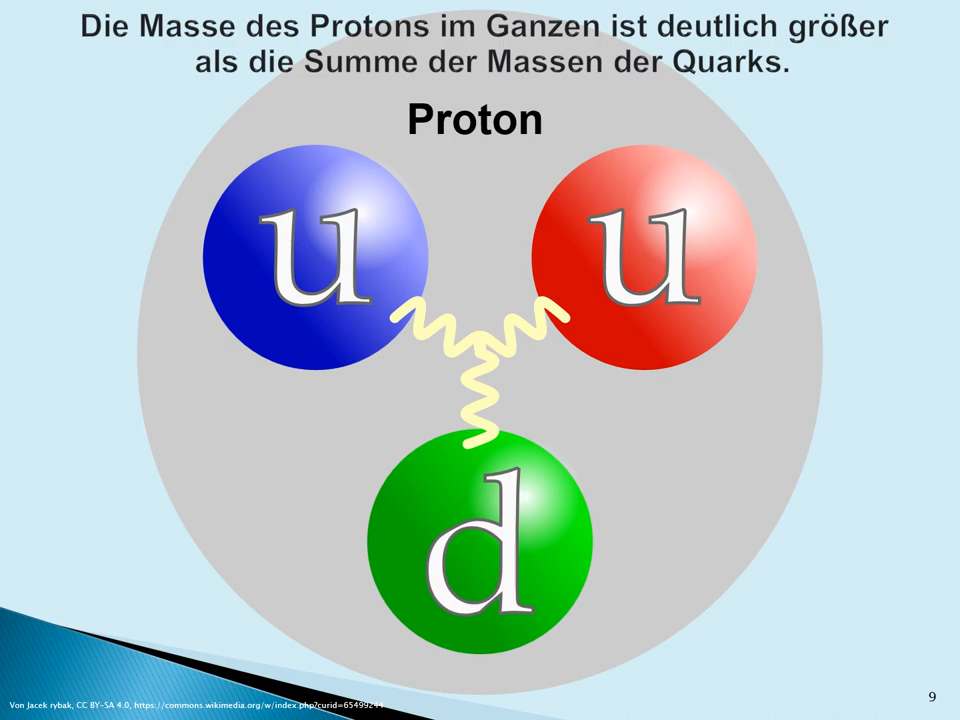 Die Masse des Protons im Ganzen ist deutlich größer
als die Summe der Massen der Quarks.
Proton
u u
d
9
Von Jacek rybak, CC BY-SA 4.0, https://commons.wikimedia.org/w/index.php?curid=65499244